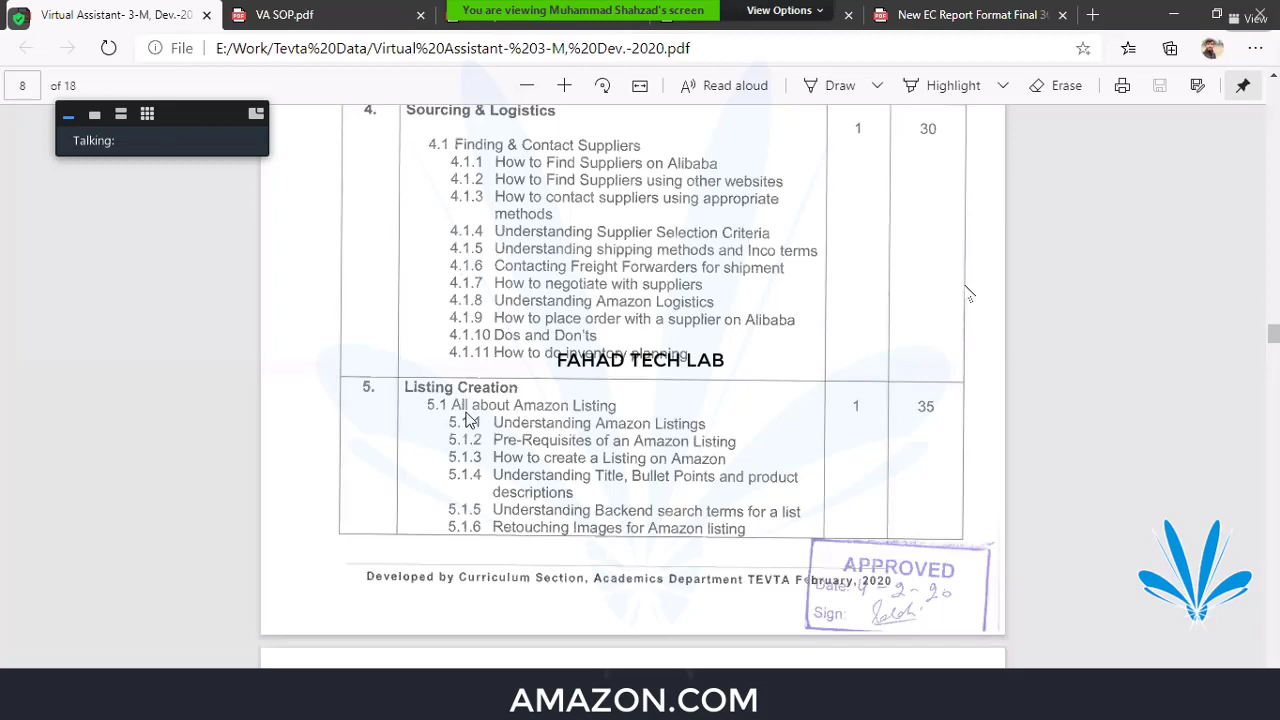 Virtual Assistant- 3-M, Dev.-20
VA SOP.pdf
You are viewing Muhammad Shahzad's screen
View Options
New EC Report Format Final
View
File
E:/Work/Tevta%20Data/Virtual%20Assistant-%203-M,%20Dev.-2020.pdf
8 of 18
Read aloud
Draw
Highlight
Erase
Talking:
4. Sourcing & Logistics 1 30
4.1 Finding & Contact Suppliers
4.1.1 How to Find Suppliers on Alibaba
4.1.2 How to Find Suppliers using other websites
4.1.3 How to contact suppliers using appropriate
methods
4.1.4 Understanding Supplier Selection Criteria
4.1.5 Understanding shipping methods and Inco terms
4.1.6 Contacting Freight Forwarders for shipment
4.1.7 How to negotiate with suppliers
4.1.8 Understanding Amazon Logistics
4.1.9 How to place order with a supplier on Alibaba
4.1.10 Dos and Don'ts
4.1.11 How to do inventory planning
FAHAD TECH LAB
5. Listing Creation
5.1 All about Amazon Listing 1 35
5.1.1 Understanding Amazon Listings
5.1.2 Pre-Requisites of an Amazon Listing
5.1.3 How to create a Listing on Amazon
5.1.4 Understanding Title, Bullet Points and product
descriptions
5.1.5 Understanding Backend search terms for a list
5.1.6 Retouching Images for Amazon listing
Developed by Curriculum Section, Academics Department TEVTA February, 2020
APPROVED
Date: 4-2-20
Sign:
AMAZON.COM